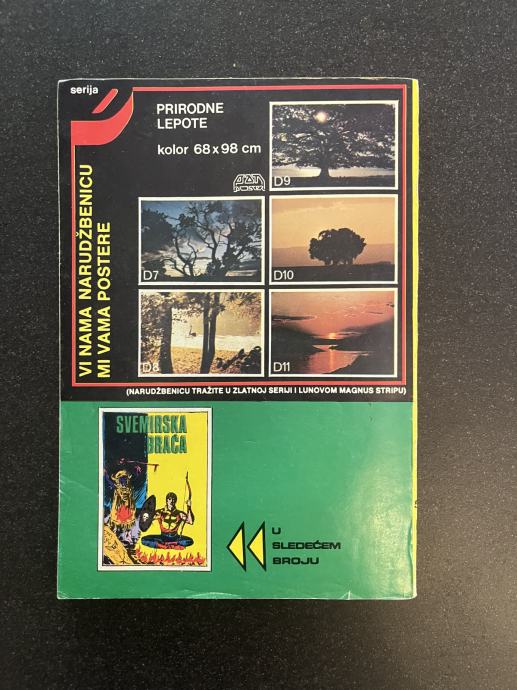 serija
PRIRODNE
LEPOTE
kolor 68 x 98 cm
D9
D7
D10
D8
D11
VI NAMA NARUDŽBENICU
MI VAMA POSTERE
(NARUDŽBENICU TRAŽITE U ZLATNOJ SERIJI I LUNOVOM MAGNUS STRIPU)
SVEMIRSKA
BRAĆA
U
SLEDEĆEM
BROJU